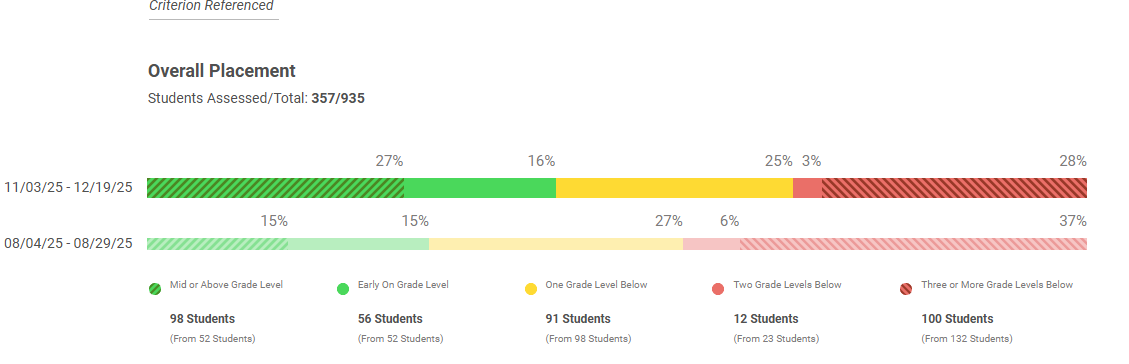 Criterion Referenced
Overall Placement
Students Assessed/Total: 357/935
27% 16% 25% 3% 28%
11/03/25 - 12/19/25
15% 15% 27% 6% 37%
08/04/25 - 08/29/25
Mid or Above Grade Level Early On Grade Level One Grade Level Below Two Grade Levels Below Three or More Grade Levels Below
98 Students 56 Students 91 Students 12 Students 100 Students
(From 52 Students) (From 52 Students) (From 98 Students) (From 23 Students) (From 132 Students)